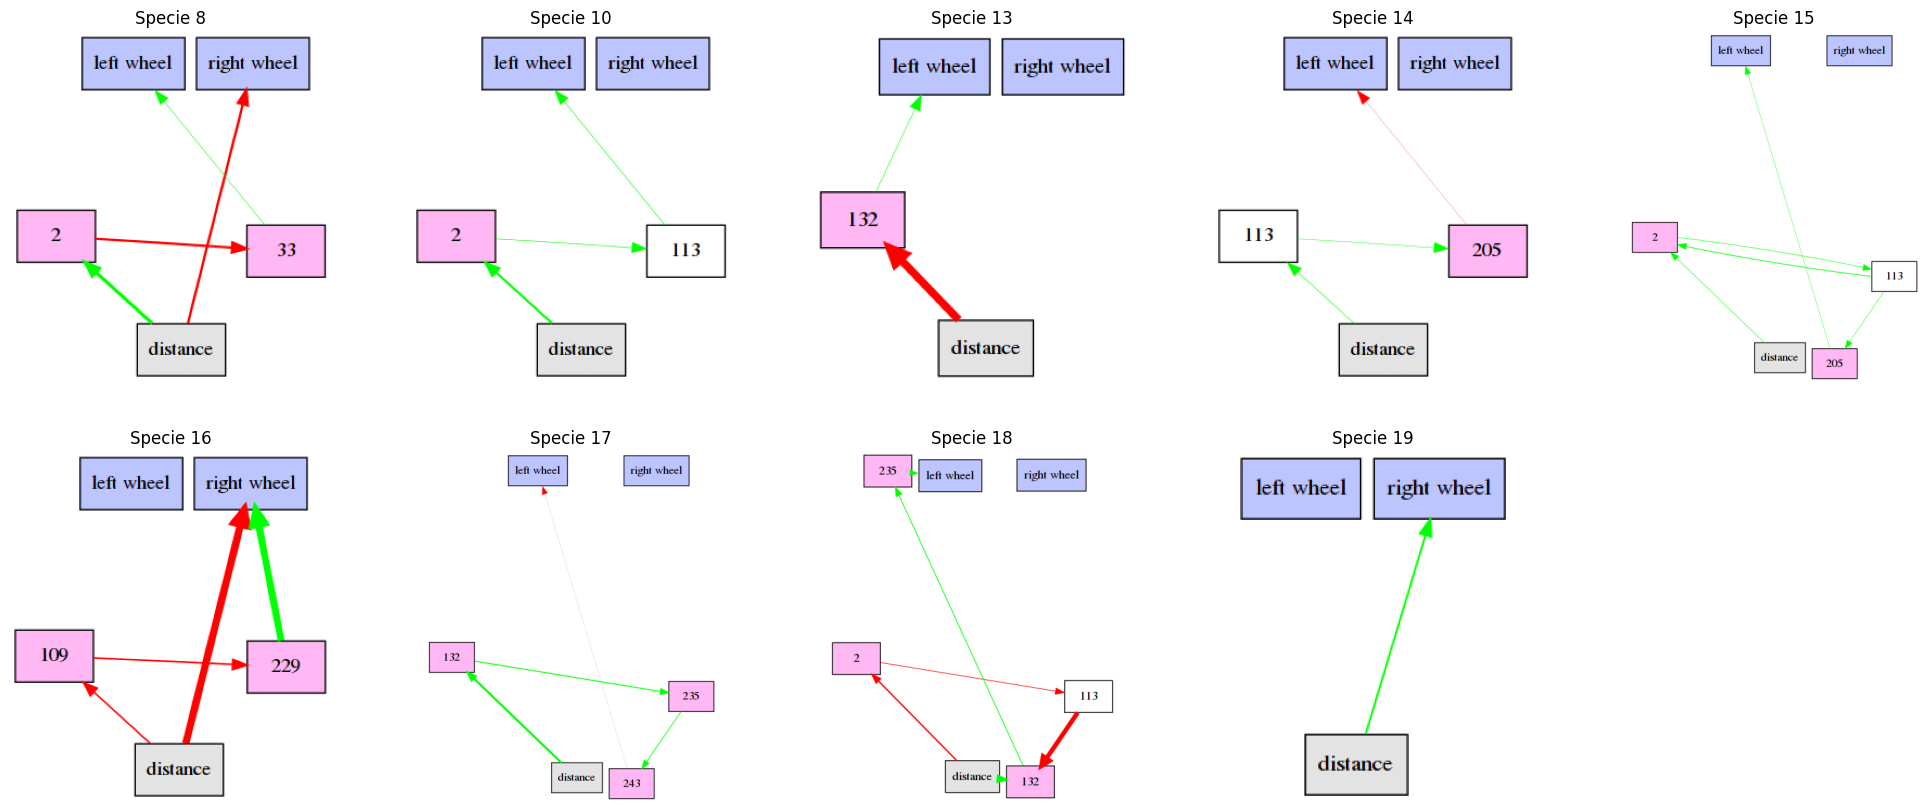 Specie 8
left wheel right wheel
2
33
distance
Specie 10
left wheel right wheel
2
113
distance
Specie 13
left wheel right wheel
132
distance
Specie 14
left wheel right wheel
113
205
distance
Specie 15
left wheel right wheel
2
113
distance
205
Specie 16
left wheel right wheel
109
229
distance
Specie 17
left wheel right wheel
132
235
distance
243
Specie 18
235 left wheel right wheel
2
113
distance
132
Specie 19
left wheel right wheel
distance